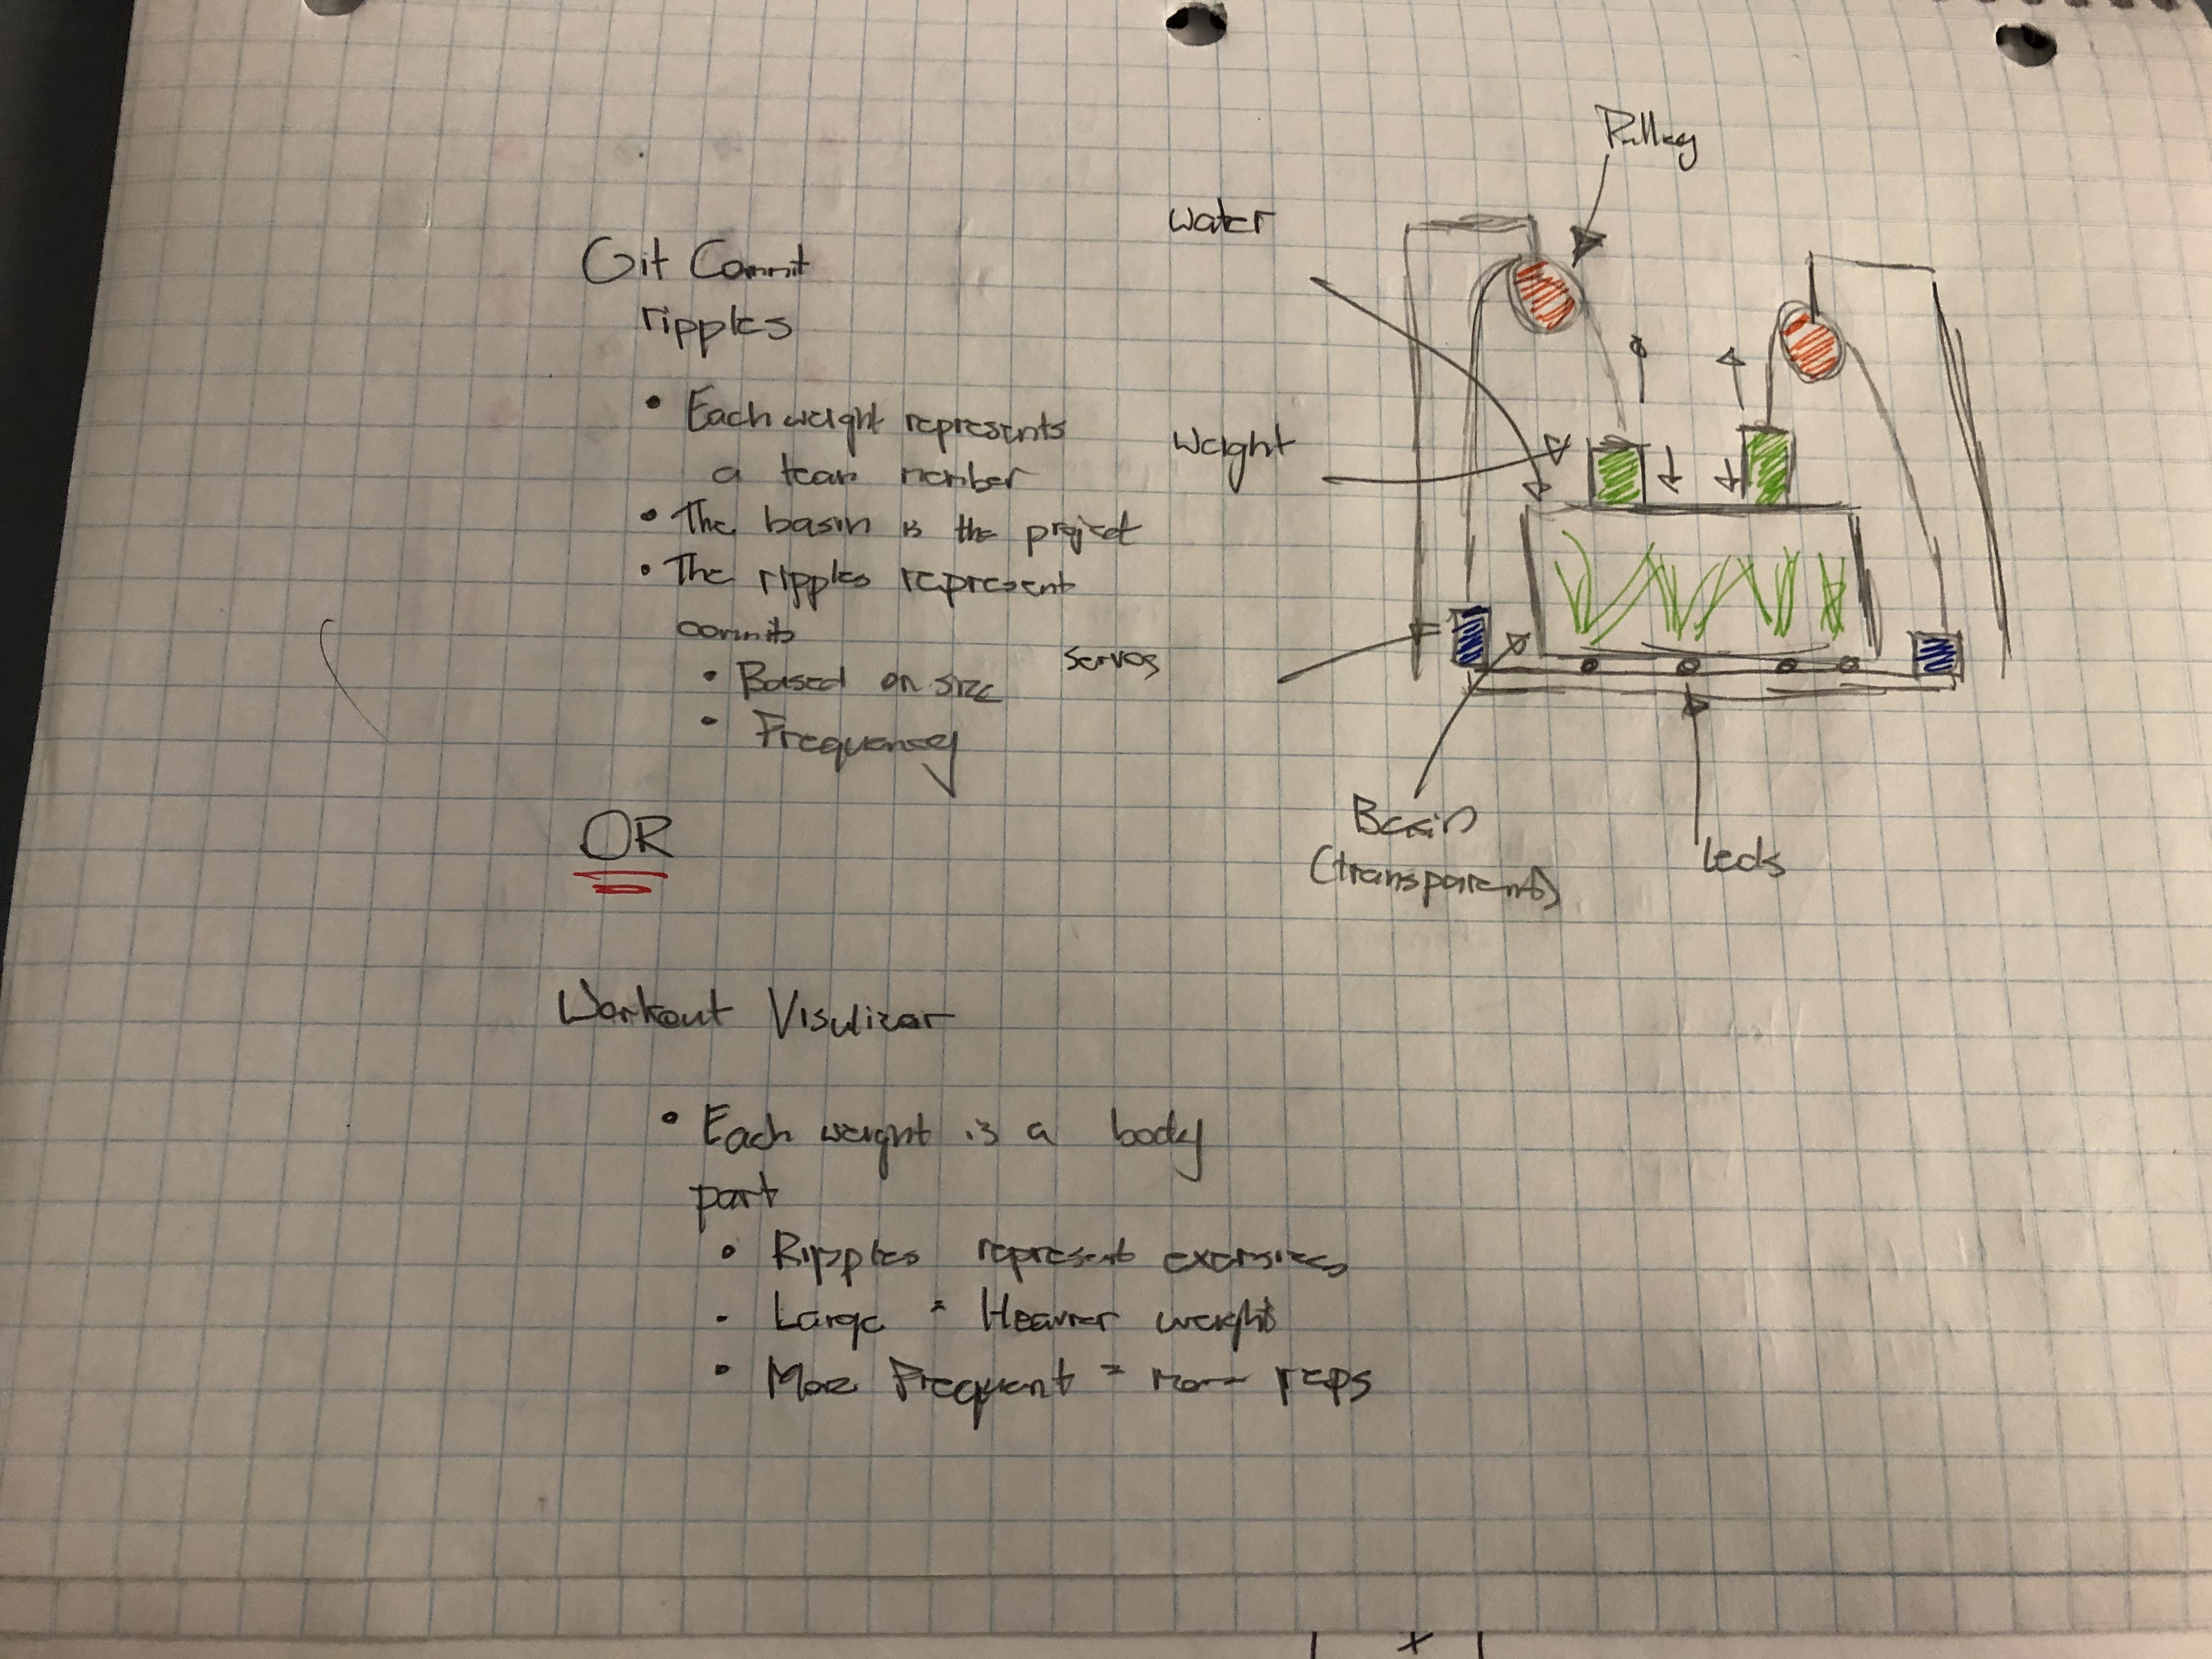 Git Commit
ripples
• Each weight represents
a team member
• The basin is the project
• The ripples represent
commits
• Based on size
• Frequency
OR
Workout Visulizar
• Each weight is a body
part
• Ripples represent exersizes
• Large = Heavier weight
• More Frequent = more reps
Pulley
water
weight
servos
Basin
(transparent)
leds
x